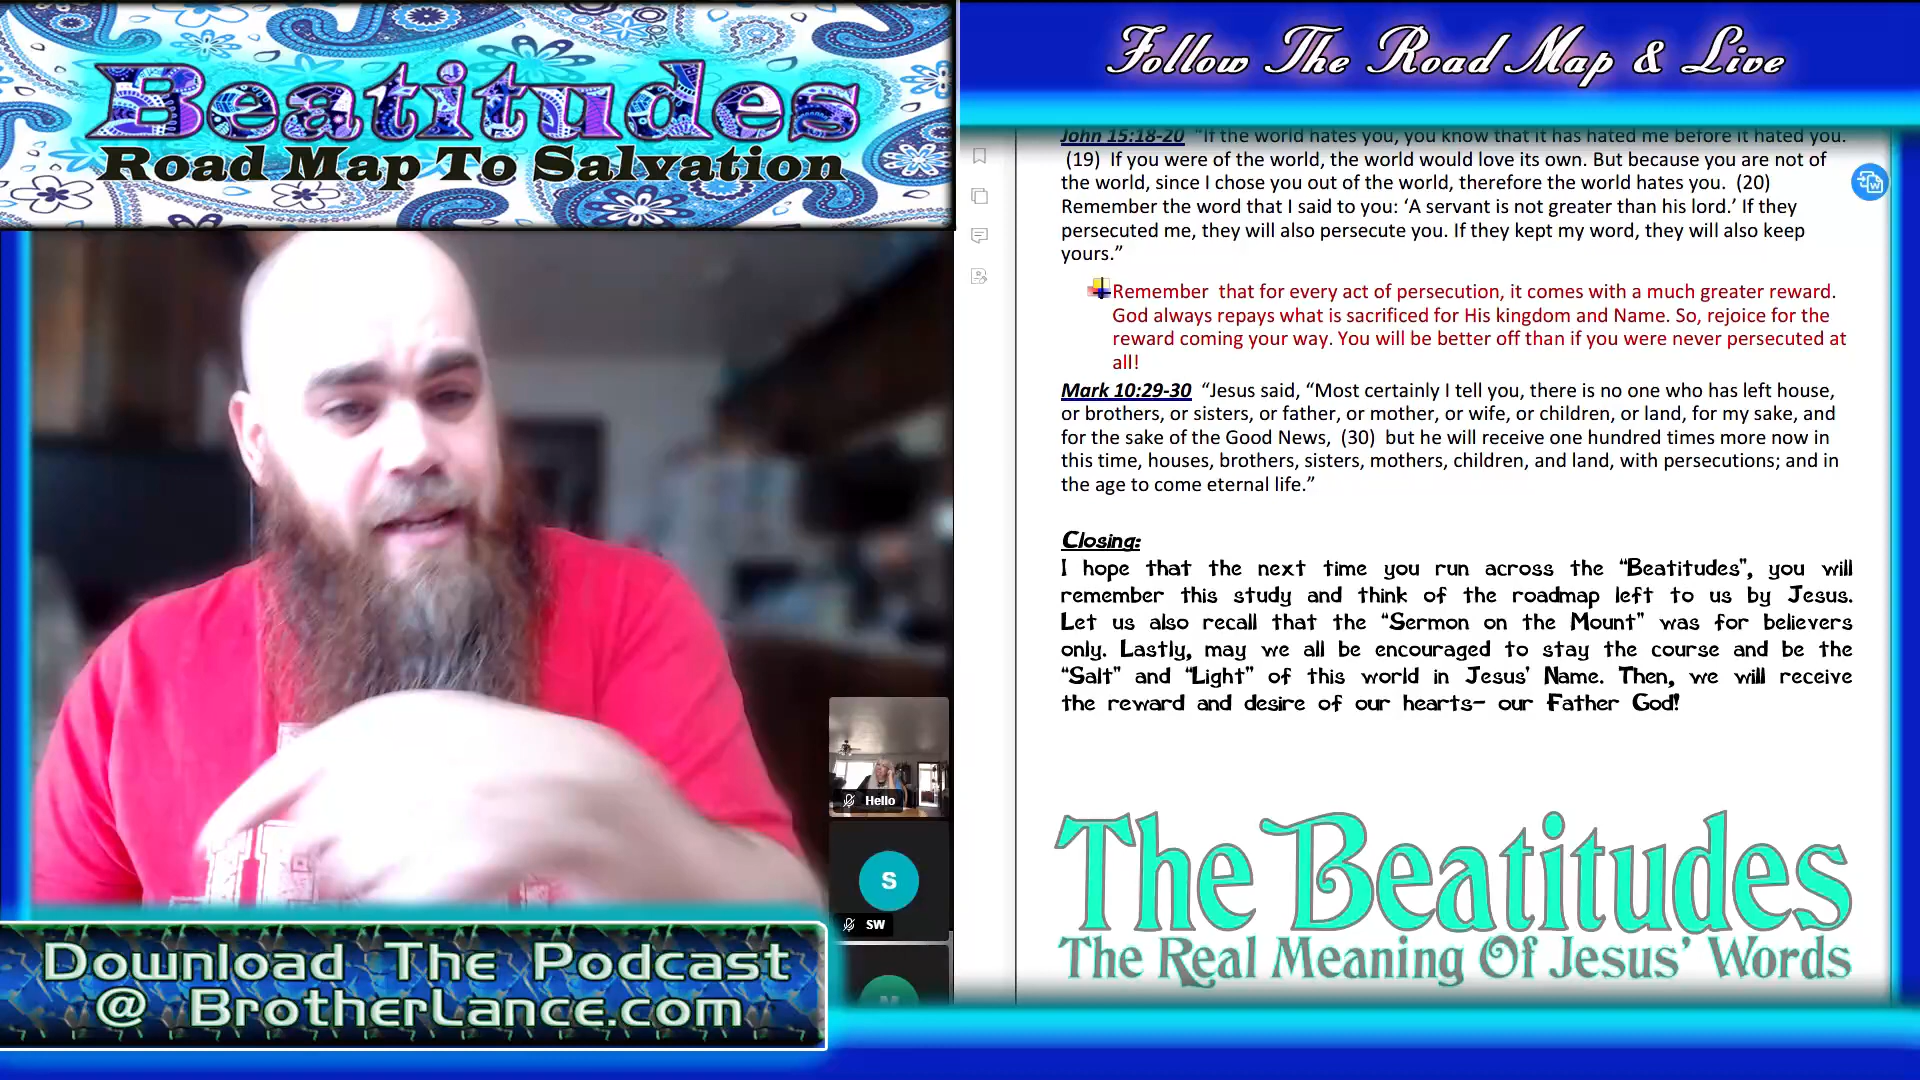 Beatitudes
Road Map To Salvation
Follow The Road Map & Live
John 15:18-20 “If the world hates you, you know that it has hated me before it hated you.
(19) If you were of the world, the world would love its own. But because you are not of
the world, since I chose you out of the world, therefore the world hates you. (20)
Remember the word that I said to you: ‘A servant is not greater than his lord.’ If they
persecuted me, they will also persecute you. If they kept my word, they will also keep
yours.”
Remember that for every act of persecution, it comes with a much greater reward.
God always repays what is sacrificed for His kingdom and Name. So, rejoice for the
reward coming your way. You will be better off than if you were never persecuted at
all!
Mark 10:29-30 “Jesus said, “Most certainly I tell you, there is no one who has left house,
or brothers, or sisters, or father, or mother, or wife, or children, or land, for my sake, and
for the sake of the Good News, (30) but he will receive one hundred times more now in
this time, houses, brothers, sisters, mothers, children, and land, with persecutions; and in
the age to come eternal life.”
Closing:
I hope that the next time you run across the “Beatitudes”, you will
remember this study and think of the roadmap left to us by Jesus.
Let us also recall that the “Sermon on the Mount” was for believers
only. Lastly, may we all be encouraged to stay the course and be the
“Salt” and “Light” of this world in Jesus’ Name. Then, we will receive
the reward and desire of our hearts- our Father God!
The Beatitudes
The Real Meaning Of Jesus’ Words
Hello
S
SW
Download The Podcast
@ BrotherLance.com